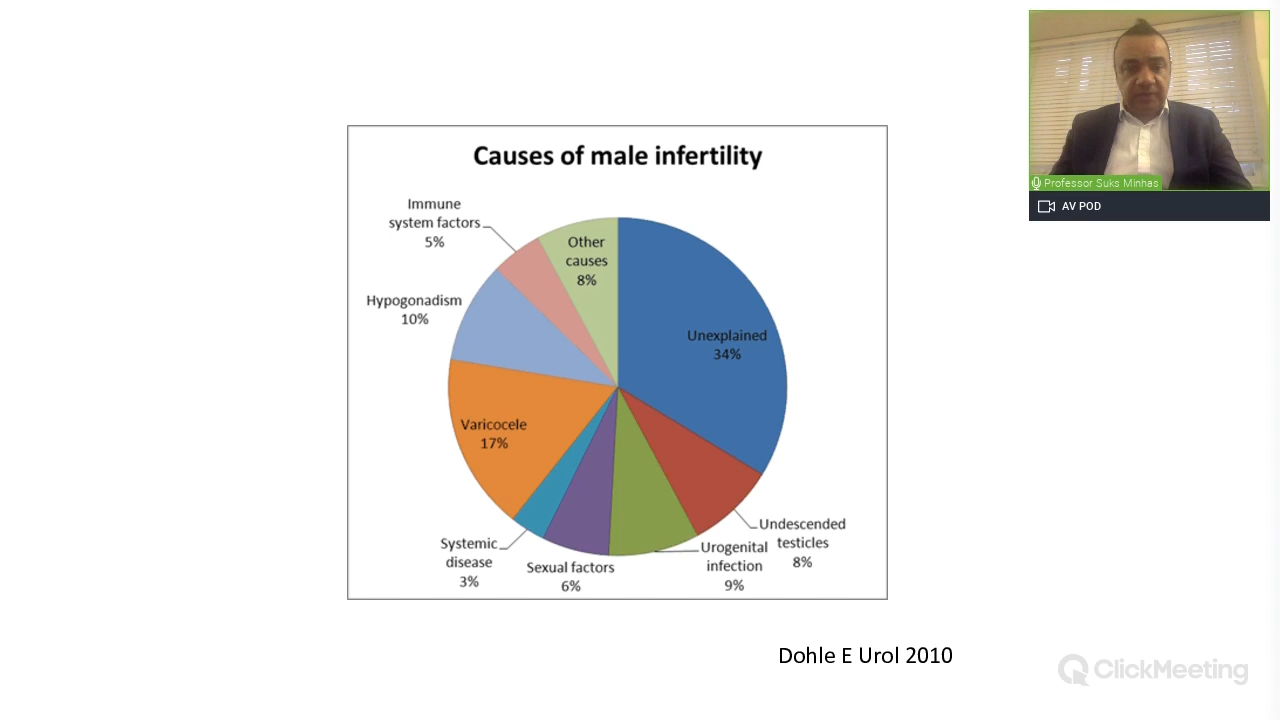 Causes of male infertility
Immune
system factors
5%
Other
causes
8%
Hypogonadism
10%
Unexplained
34%
Varicocele
17%
Undescended
testicles
8%
Urogenital
infection
9%
Systemic
disease
3%
Sexual factors
6%
Dohle E Urol 2010
Professor Suks Minhas
AV POD
ClickMeeting